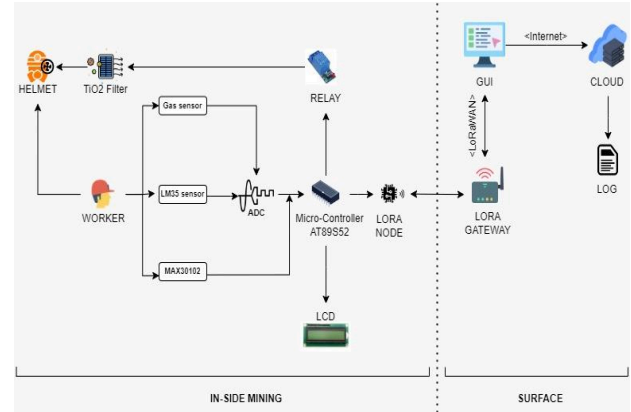 <Internet>
HELMET
TiO2 Filter
RELAY
GUI
CLOUD
Gas sensor
<LoRaWAN>
WORKER
LM35 sensor
ADC
Micro-Controller
AT89S52
LORA
NODE
LORA
GATEWAY
LOG
MAX30102
LCD
IN-SIDE MINING
SURFACE